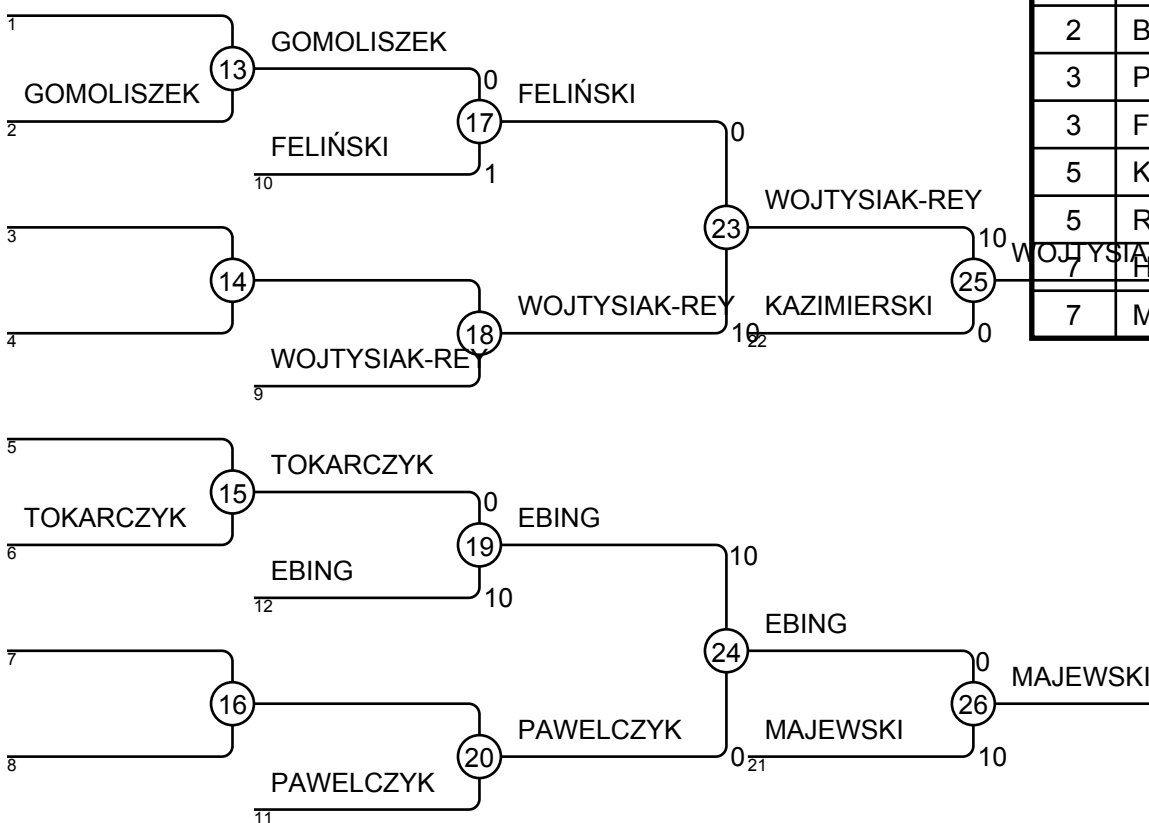 1
2 B
GOMOLISZEK
13
0
3 P
GOMOLISZEK
FELIŃSKI
2
17
0
3 F
FELIŃSKI
10
1
5 K
WOJTYSIAK-REY
5 R
3
23
10
WOJTYSIA
7 H
14
25
WOJTYSIAK-REY
KAZIMIERSKI
7 M
4
18
10
22
0
WOJTYSIAK-REY
9
5
TOKARCZYK
15
0
TOKARCZYK
EBING
6
19
10
EBING
12
10
EBING
7
24
0
MAJEWSKI
16
26
PAWELCZYK
MAJEWSKI
8
20
0
21
10
PAWELCZYK
11